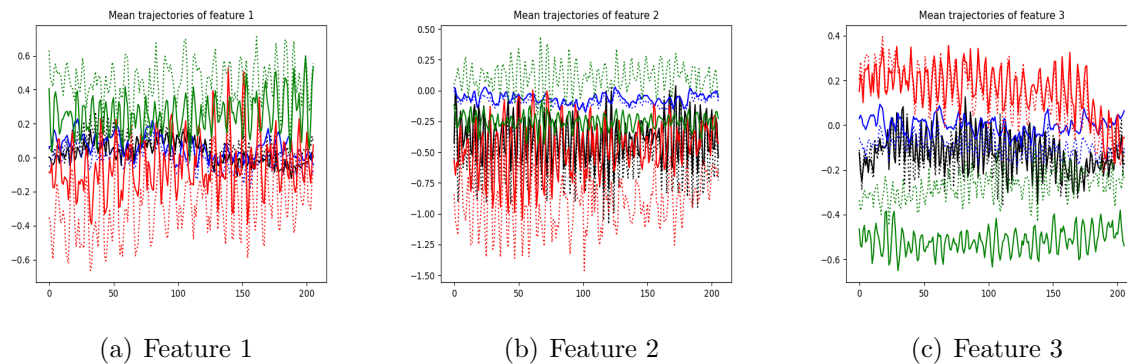 Mean trajectories of feature 1
0.6
0.4
0.2
0.0
−0.2
−0.4
−0.6
0 50 100 150 200
(a) Feature 1
Mean trajectories of feature 2
0.50
0.25
0.00
−0.25
−0.50
−0.75
−1.00
−1.25
−1.50
0 50 100 150 200
(b) Feature 2
Mean trajectories of feature 3
0.4
0.2
0.0
−0.2
−0.4
−0.6
0 50 100 150 200
(c) Feature 3